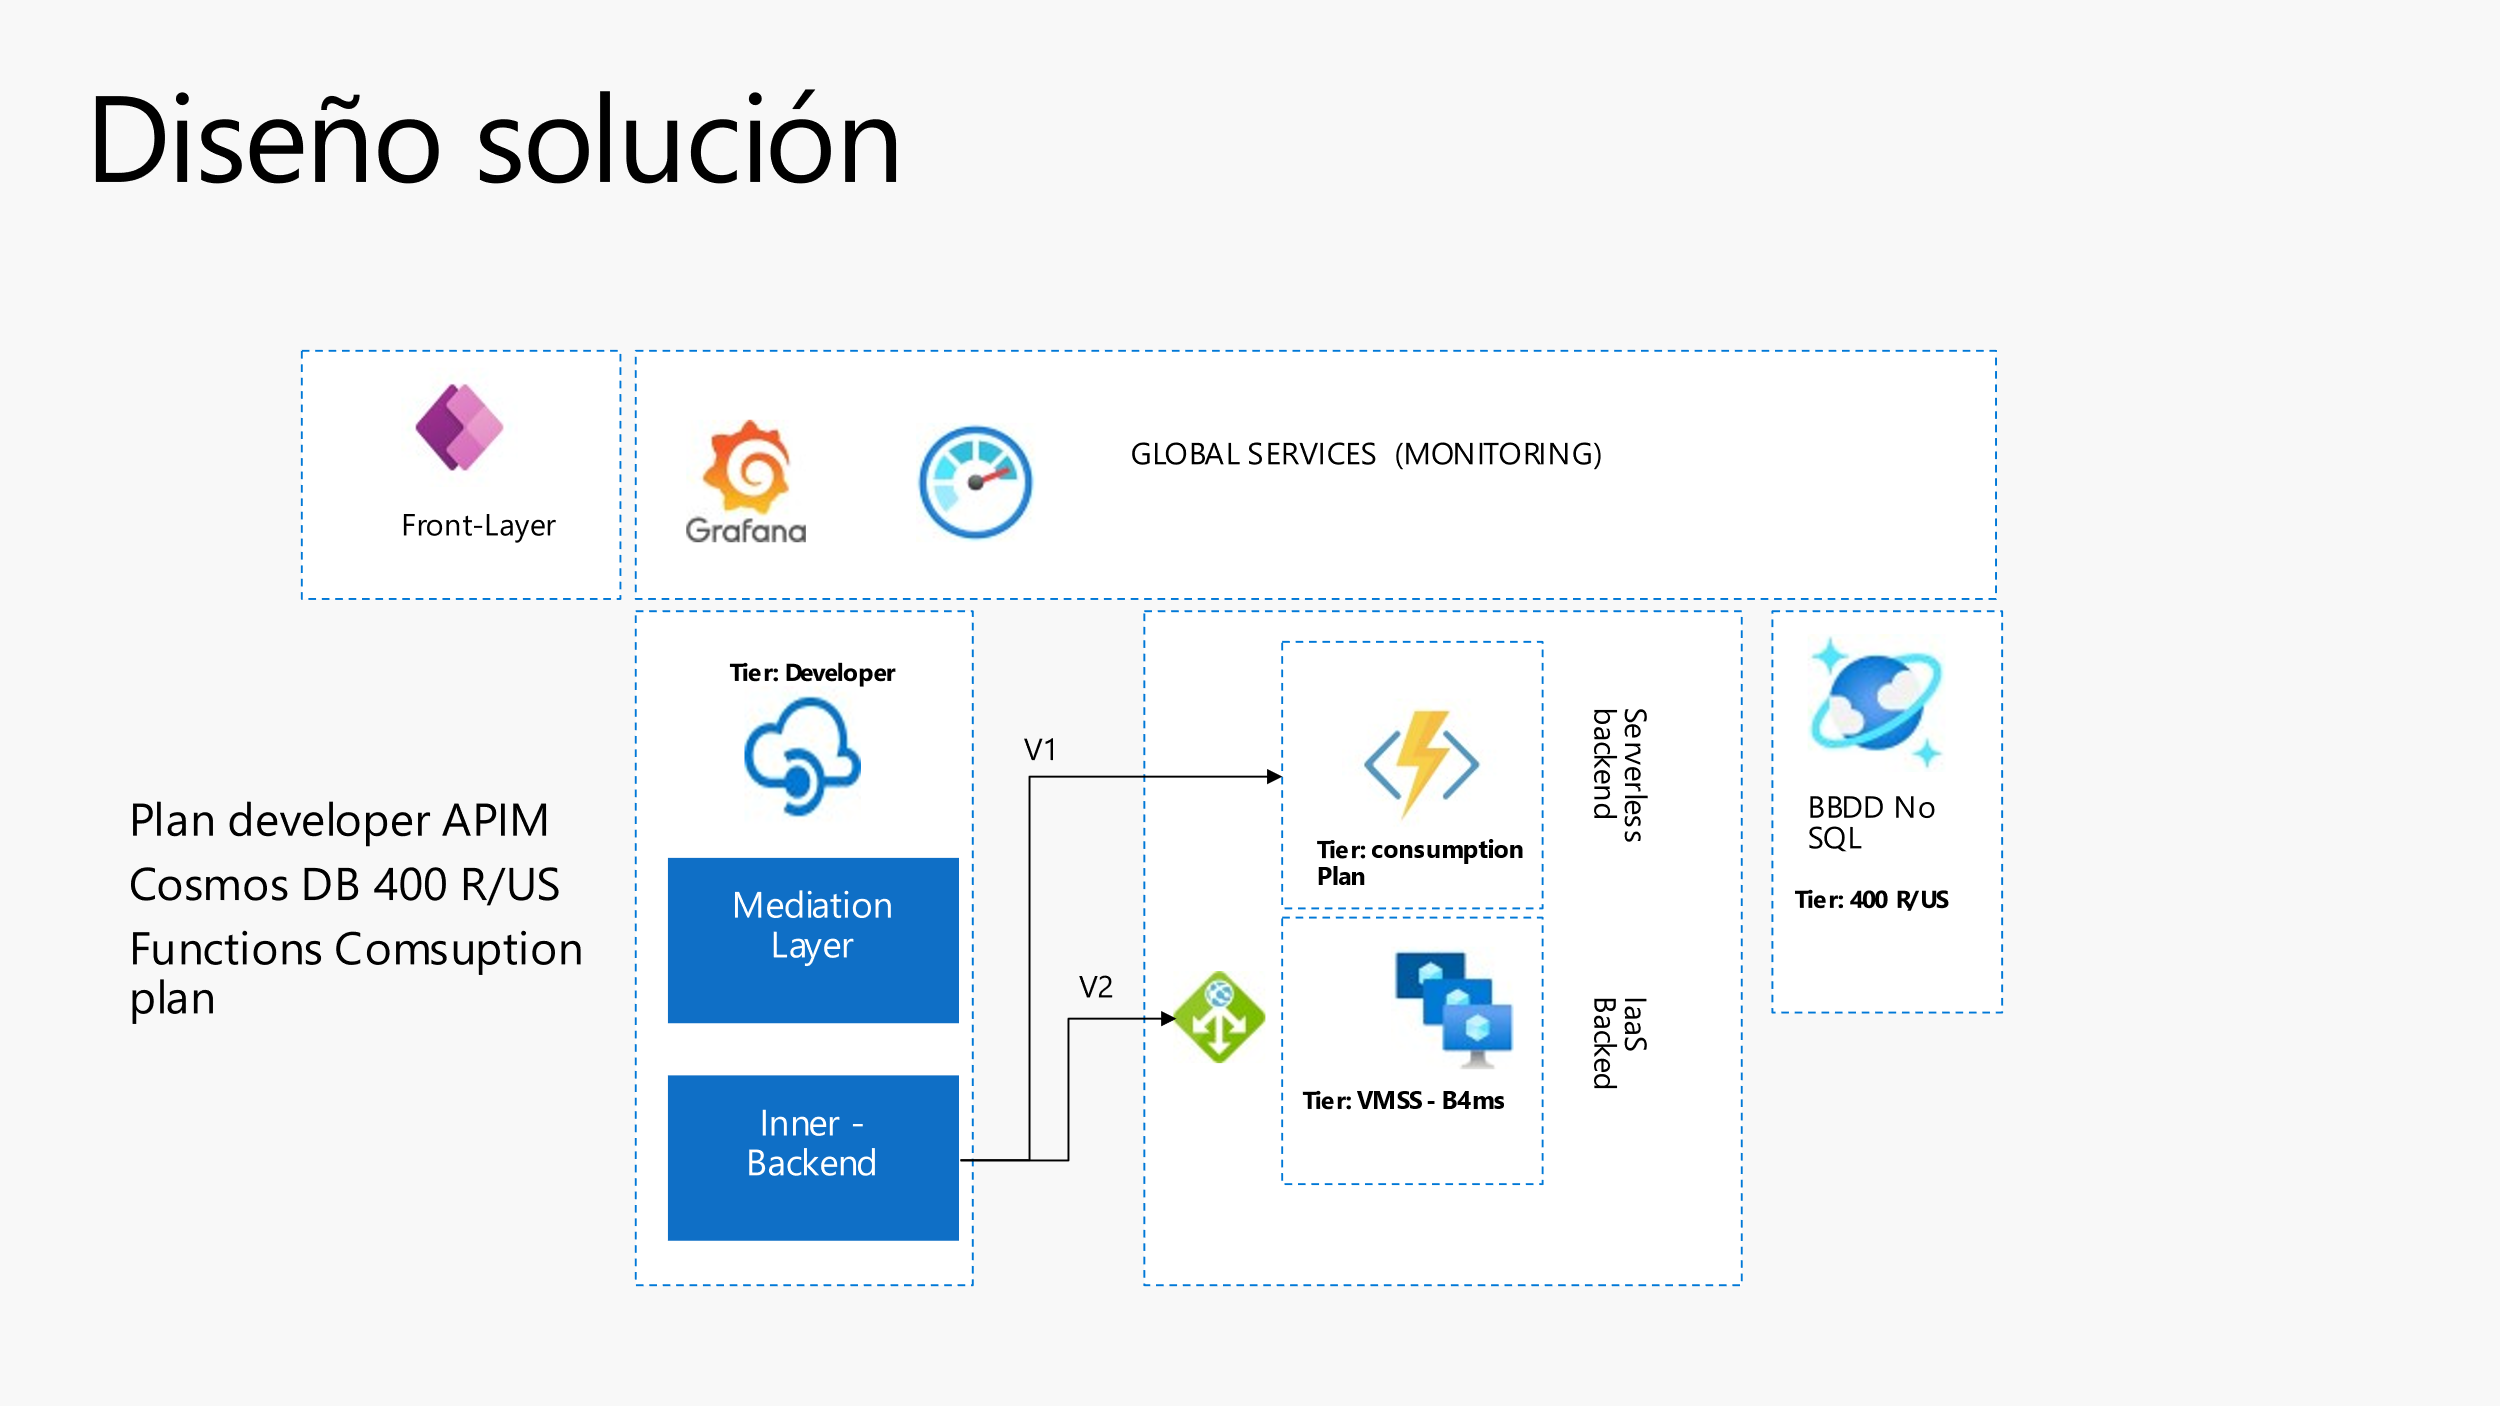 Diseño solución
Front-Layer
Grafana
GLOBAL SERVICES (MONITORING)
Plan developer APIM
Cosmos DB 400 R/US
Functions Comsuption
plan
Tier: Developer
Mediation
Layer
Inner -
Backend
V1
V2
Tier: consumption
Plan
Serverless
backend
Tier: VMSS - B4ms
IaaS
Backed
BBDD No
SQL
Tier: 400 R/US